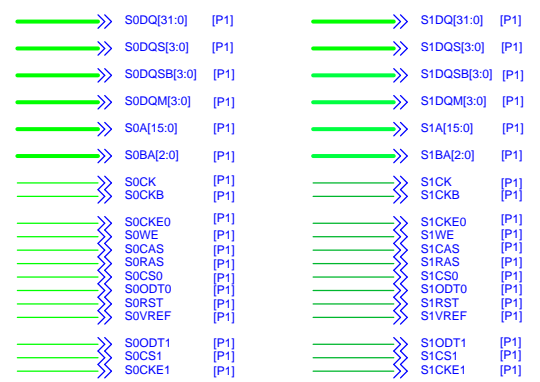 S0DQ[31:0] [P1] S1DQ[31:0] [P1]
S0DQS[3:0] [P1] S1DQS[3:0] [P1]
S0DQSB[3:0] [P1] S1DQSB[3:0] [P1]
S0DQM[3:0] [P1] S1DQM[3:0] [P1]
S0A[15:0] [P1] S1A[15:0] [P1]
S0BA[2:0] [P1] S1BA[2:0] [P1]
S0CK [P1] S1CK [P1]
S0CKB [P1] S1CKB [P1]
S0CKE0 [P1] S1CKE0 [P1]
S0WE [P1] S1WE [P1]
S0CAS [P1] S1CAS [P1]
S0RAS [P1] S1RAS [P1]
S0CS0 [P1] S1CS0 [P1]
S0ODT0 [P1] S1ODT0 [P1]
S0RST [P1] S1RST [P1]
S0VREF [P1] S1VREF [P1]
S0ODT1 [P1] S1ODT1 [P1]
S0CS1 [P1] S1CS1 [P1]
S0CKE1 [P1] S1CKE1 [P1]